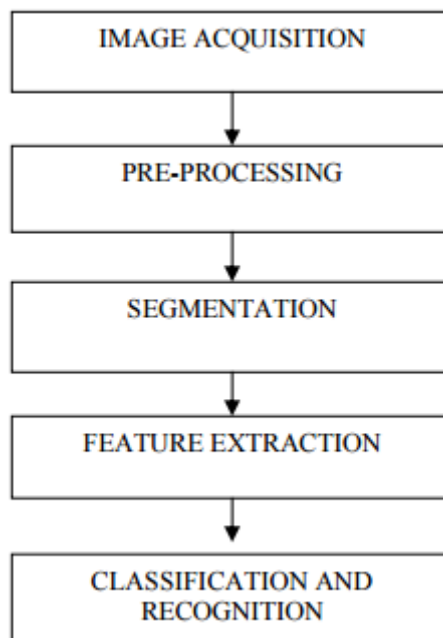 IMAGE ACQUISITION
PRE-PROCESSING
SEGMENTATION
FEATURE EXTRACTION
CLASSIFICATION AND
RECOGNITION